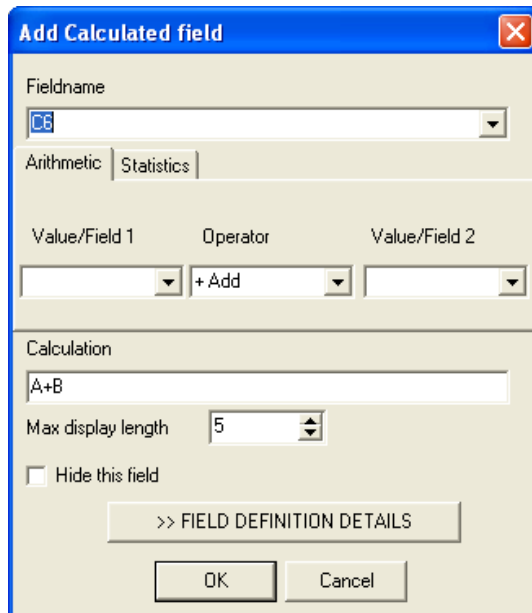 Add Calculated field
Fieldname
C6
Arithmetic Statistics
Value/Field 1 Operator Value/Field 2
+ Add
Calculation
A+B
Max display length 5
Hide this field
>> FIELD DEFINITION DETAILS
OK Cancel